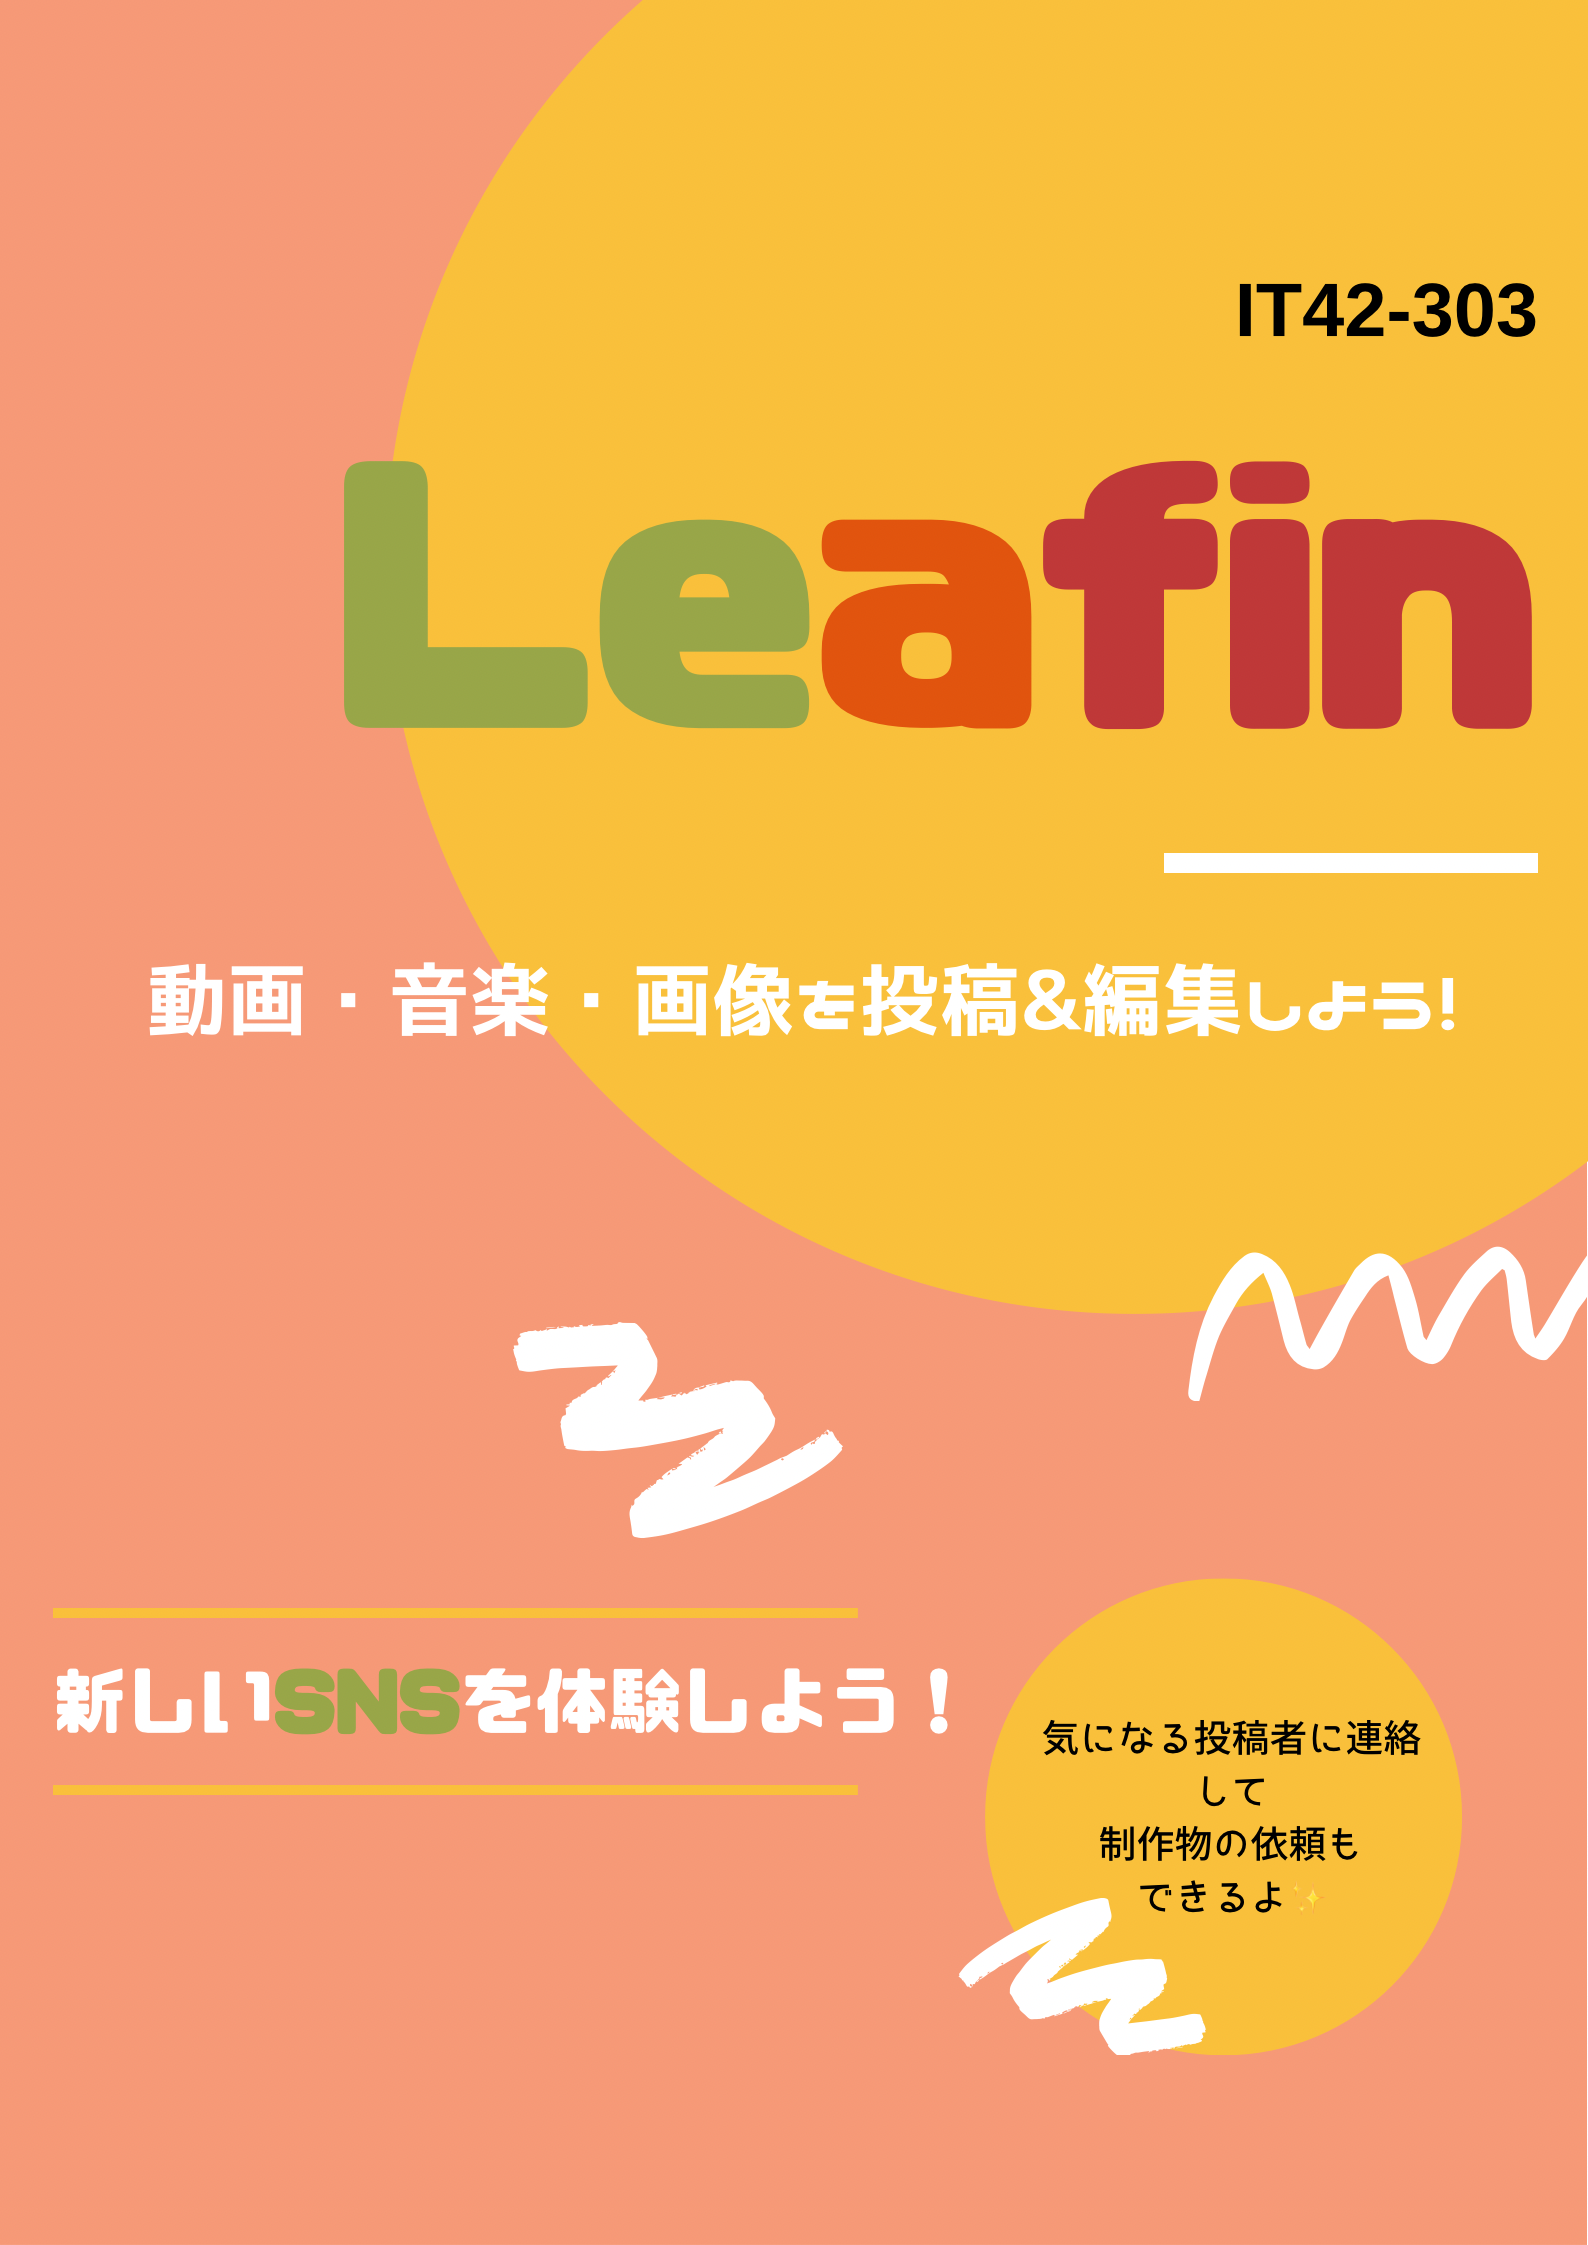 IT42-303
Leafin
動画・音楽・画像を投稿&編集しよう!
新しいSNSを体験しよう！
気になる投稿者に連絡
して
制作物の依頼も
できるよ✨